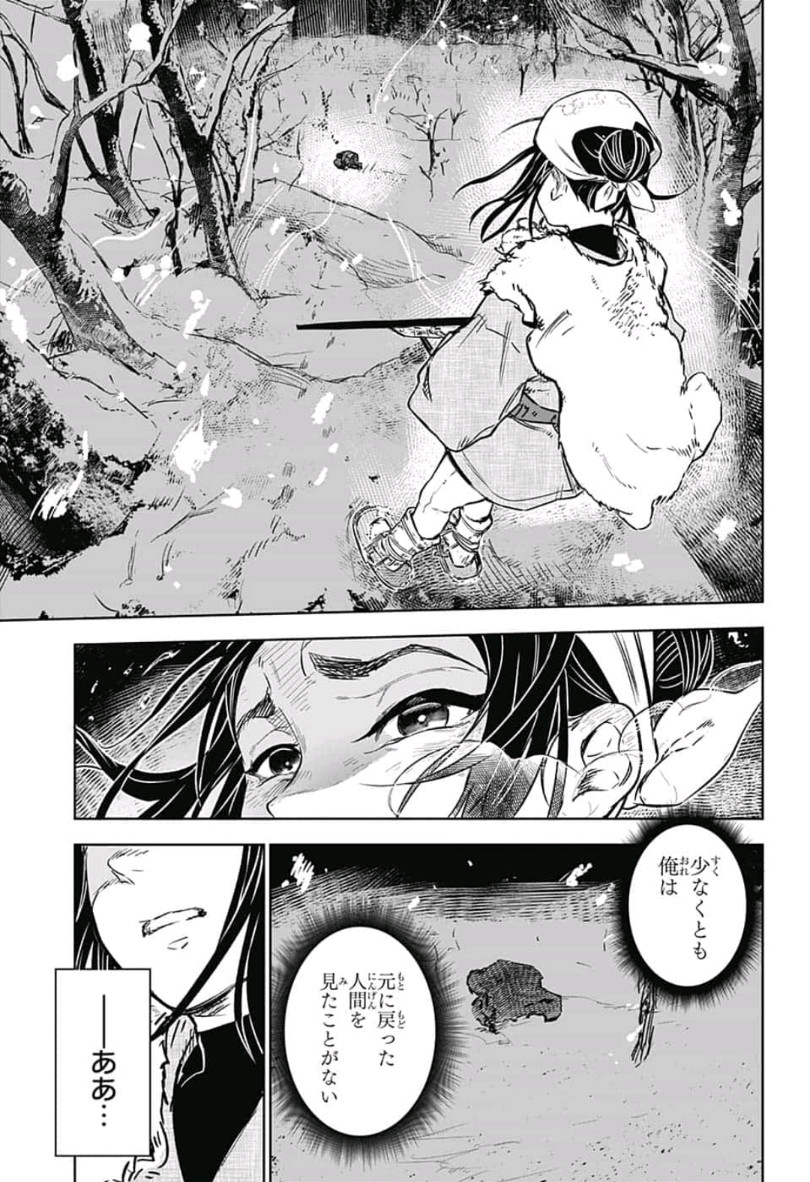 少なくとも
俺は
元に戻った
人間を
見たことがない
―ああ…